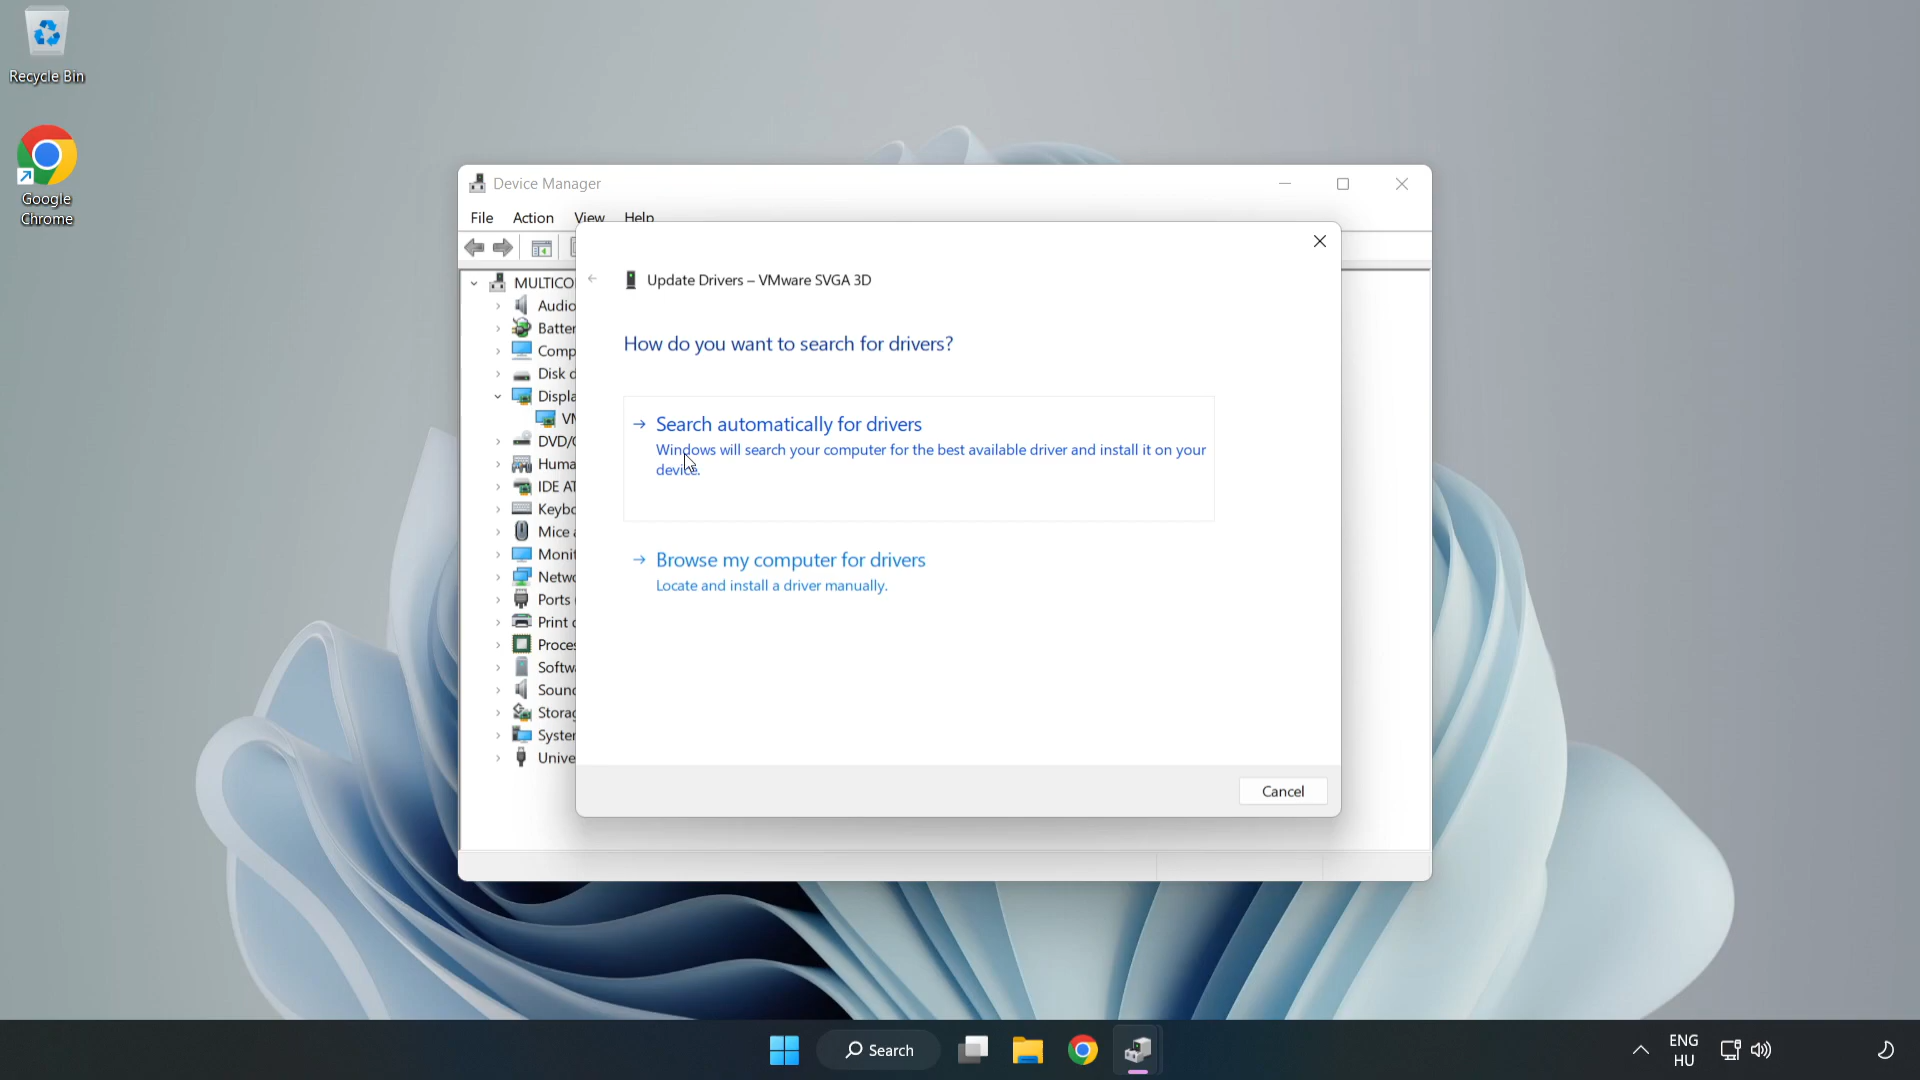 Recycle Bin
Google
Chrome
Device Manager
File Action View Help
Update Drivers – VMware SVGA 3D
How do you want to search for drivers?
Search automatically for drivers
Windows will search your computer for the best available driver and install it on your
device.
Browse my computer for drivers
Locate and install a driver manually.
Cancel
MULTICO
Audio
Batter
Comp
Disk d
Displa
VM
DVD/C
Huma
IDE AT
Keybo
Mice a
Monit
Netwo
Ports
Print
Proces
Softwa
Sound
Storag
System
Unive
Search
ENG
HU